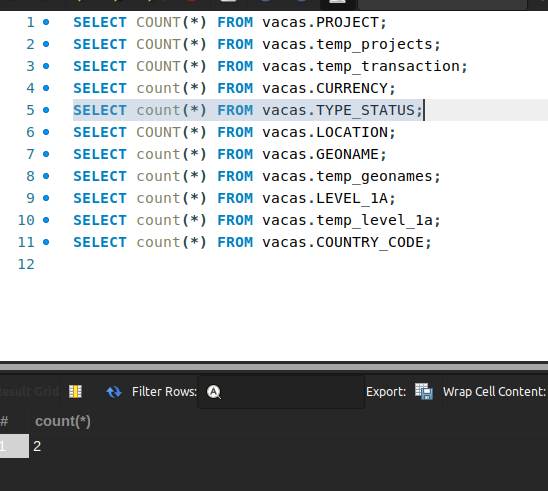 1 SELECT COUNT(*) FROM vacas.PROJECT;
2 SELECT COUNT(*) FROM vacas.temp_projects;
3 SELECT COUNT(*) FROM vacas.temp_transaction;
4 SELECT count(*) FROM vacas.CURRENCY;
5 SELECT count(*) FROM vacas.TYPE_STATUS;
6 SELECT COUNT(*) FROM vacas.LOCATION;
7 SELECT count(*) FROM vacas.GEONAME;
8 SELECT count(*) FROM vacas.temp_geonames;
9 SELECT count(*) FROM vacas.LEVEL_1A;
10 SELECT count(*) FROM vacas.temp_level_1a;
11 SELECT count(*) FROM vacas.COUNTRY_CODE;
12
Result Grid Filter Rows: Export: Wrap Cell Content:
# count(*)
1 2